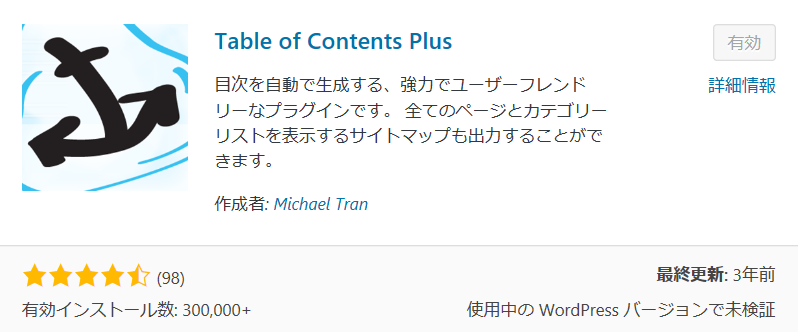 Table of Contents Plus
有効
目次を自動で生成する、強力でユーザーフレンド
詳細情報
リーなプラグインです。 全てのページとカテゴリー
リストを表示するサイトマップも出力することがで
きます。
作成者: Michael Tran
(98)
最終更新: 3年前
有効インストール数: 300,000+
使用中の WordPress バージョンで未検証